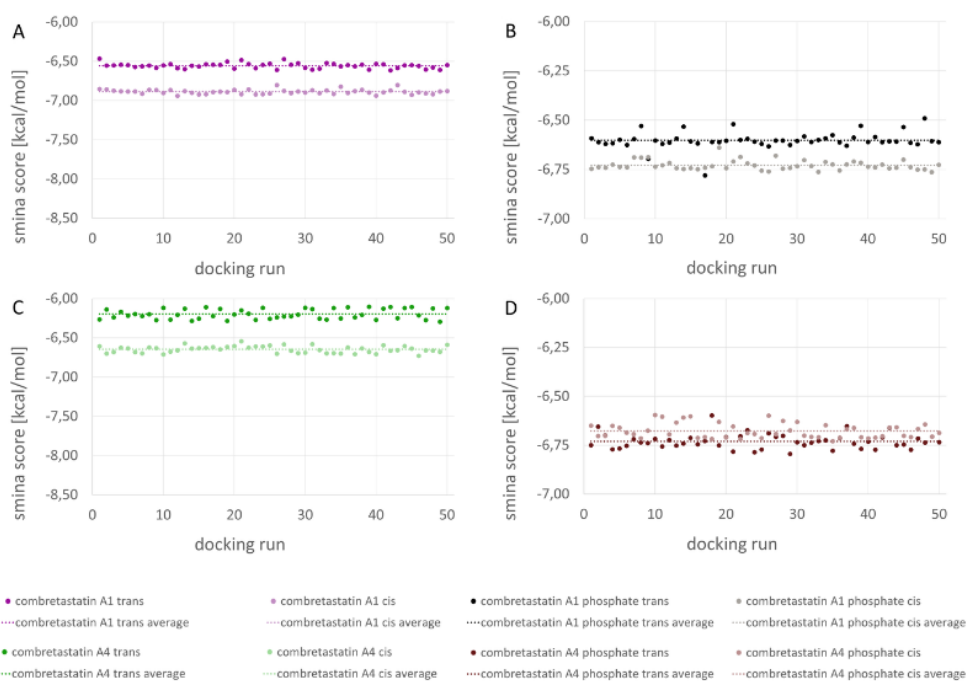 A
-6,00
-6,50
-7,00
-7,50
-8,00
-8,50
smina score [kcal/mol]
0 10 20 30 40 50
docking run
B
-6,00
-6,25
-6,50
-6,75
-7,00
smina score [kcal/mol]
0 10 20 30 40 50
docking run
C
-6,00
-6,50
-7,00
-7,50
-8,00
-8,50
smina score [kcal/mol]
0 10 20 30 40 50
docking run
D
-6,00
-6,25
-6,50
-6,75
-7,00
smina score [kcal/mol]
0 10 20 30 40 50
docking run
combretastatin A1 trans combretastatin A1 cis combretastatin A1 phosphate trans combretastatin A1 phosphate cis
combretastatin A1 trans average combretastatin A1 cis average combretastatin A1 phosphate trans average combretastatin A1 phosphate cis average
combretastatin A4 trans combretastatin A4 cis combretastatin A4 phosphate trans combretastatin A4 phosphate cis
combretastatin A4 trans average combretastatin A4 cis average combretastatin A4 phosphate trans average combretastatin A4 phosphate cis average